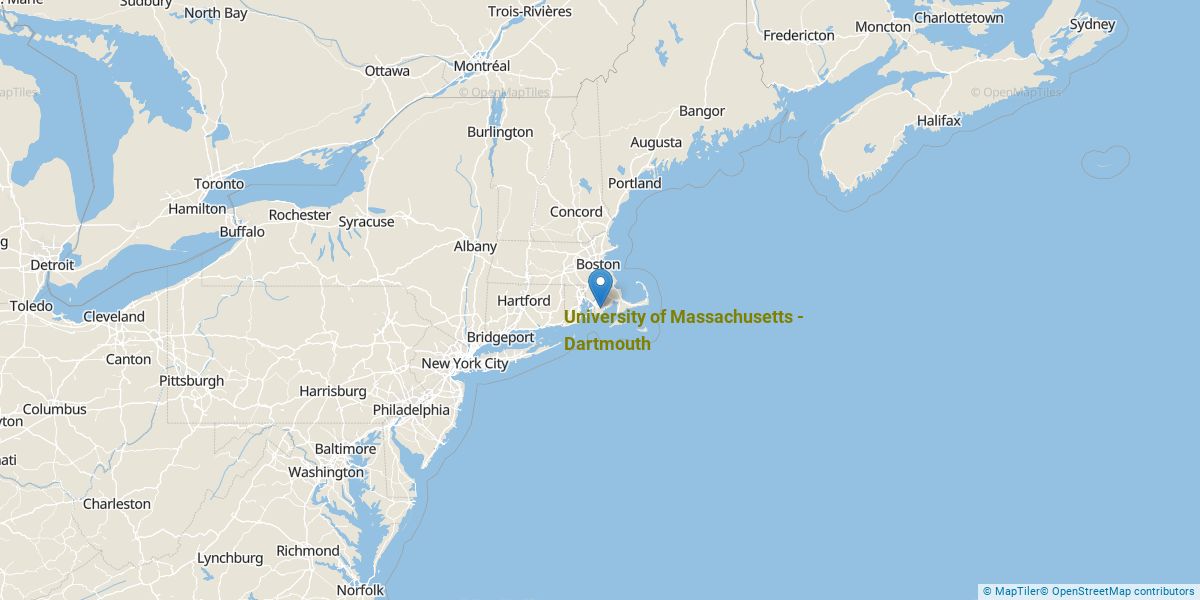 Sudbury
North Bay
Trois-Rivières
Charlottetown
Sydney
Moncton
Fredericton
Ottawa
Montréal
© OpenMapTiles
© OpenMapTiles
Bangor
Halifax
Burlington
Augusta
Toronto
Portland
Hamilton
Rochester
Syracuse
Concord
Buffalo
Albany
Detroit
Boston
Toledo
Cleveland
Hartford
University of Massachusetts -
Dartmouth
Bridgeport
Canton
New York City
Pittsburgh
Harrisburg
Columbus
Philadelphia
Baltimore
Washington
Charleston
Richmond
Lynchburg
Norfolk
© MapTiler © OpenStreetMap contributors